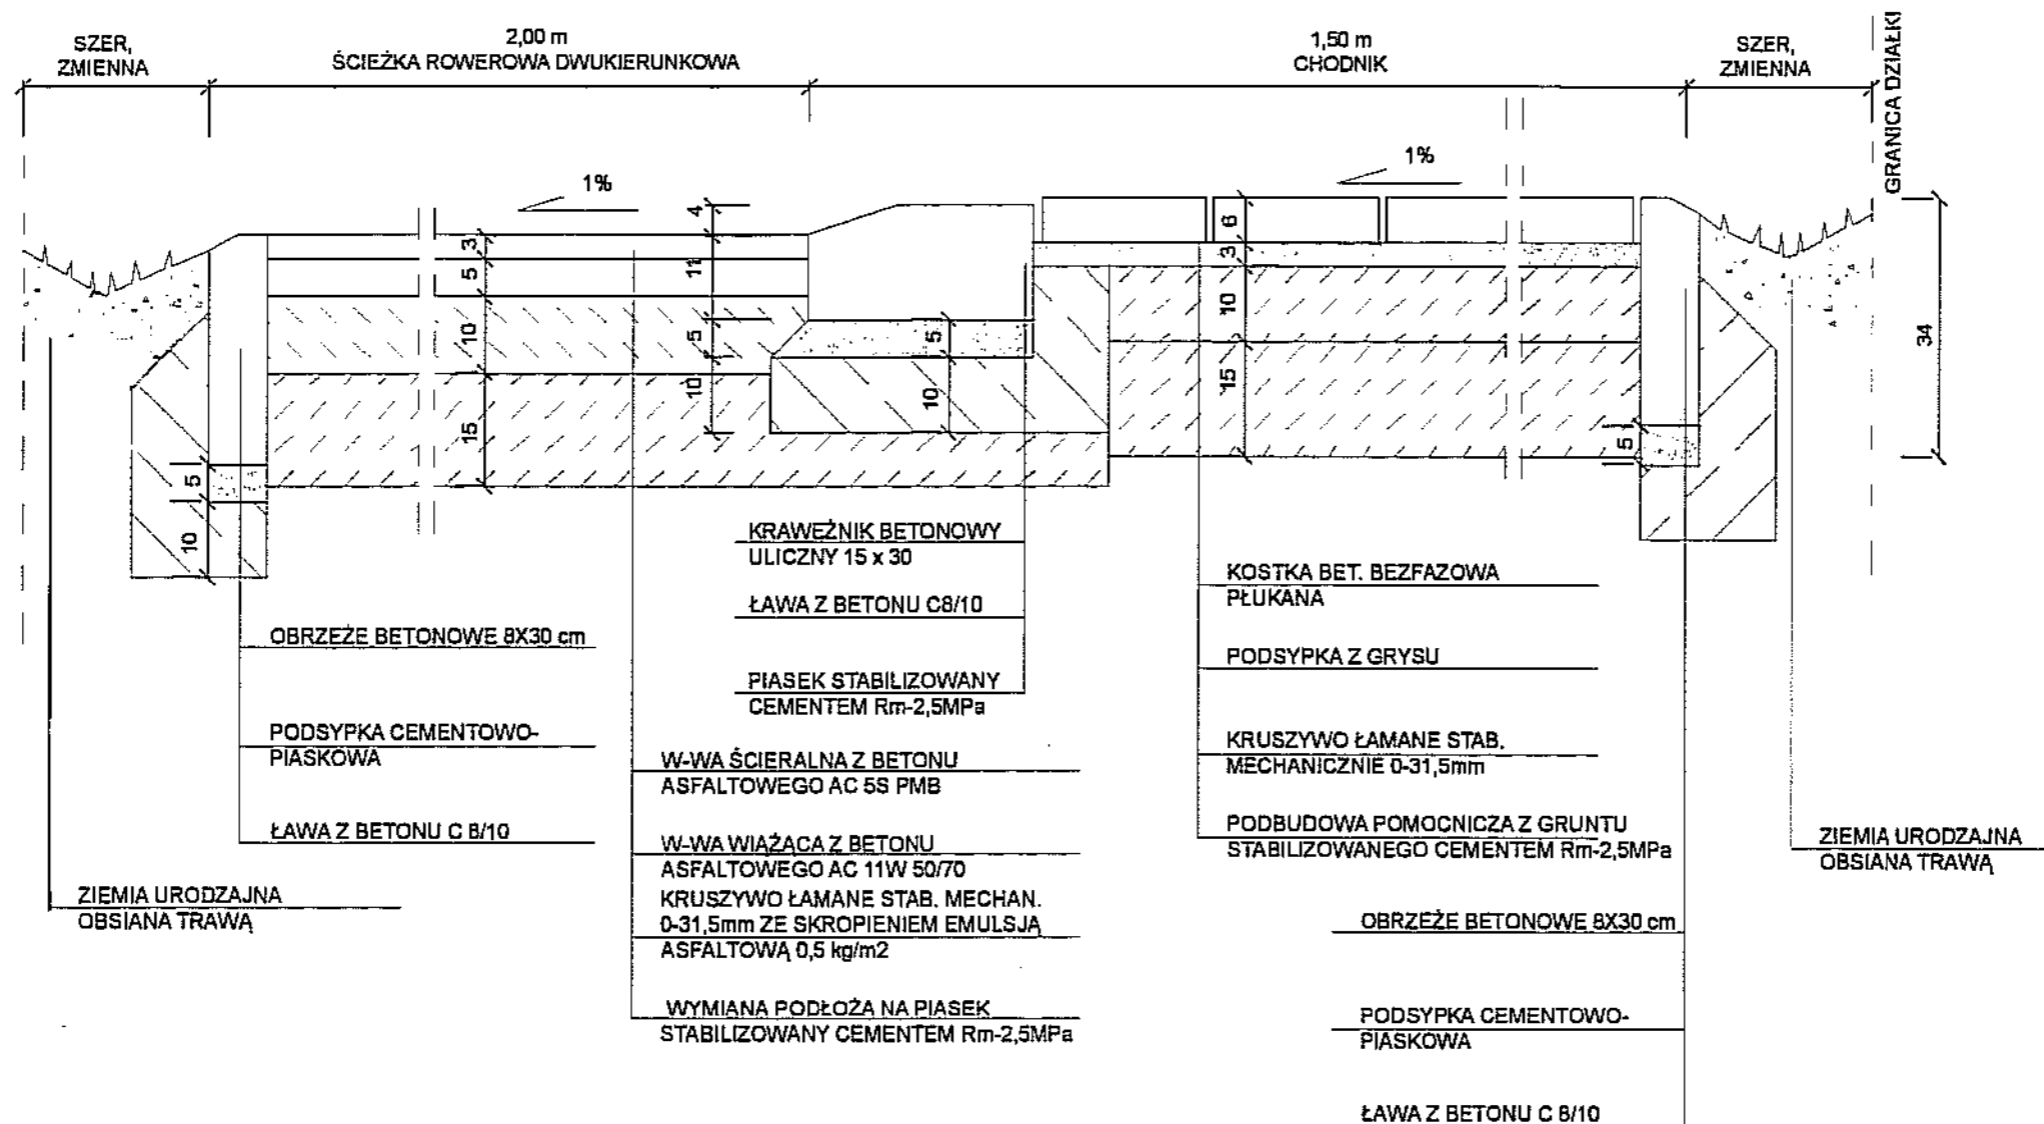 SZER,
ZMIENNA
2,00 m
ŚCIEŻKA ROWEROWA DWUKIERUNKOWA
1,50 m
CHODNIK
SZER,
ZMIENNA
GRANICA DZIAŁKI
1%
1%
3
5
10
15
4
11
5
10
5
10
6
3
10
15
34
5
10
5
KRAWEŻNIK BETONOWY
ULICZNY 15 x 30
ŁAWA Z BETONU C8/10
PIASEK STABILIZOWANY
CEMENTEM Rm-2,5MPa
OBRZEŻE BETONOWE 8X30 cm
PODSYPKA CEMENTOWO-
PIASKOWA
ŁAWA Z BETONU C 8/10
ZIEMIA URODZAJNA
OBSIANA TRAWĄ
W-WA ŚCIERALNA Z BETONU
ASFALTOWEGO AC 5S PMB
W-WA WIĄŻĄCA Z BETONU
ASFALTOWEGO AC 11W 50/70
KRUSZYWO ŁAMANE STAB. MECHAN.
0-31,5mm ZE SKROPIENIEM EMULSJĄ
ASFALTOWĄ 0,5 kg/m2
WYMIANA PODŁOŻA NA PIASEK
STABILIZOWANY CEMENTEM Rm-2,5MPa
KOSTKA BET. BEZFAZOWA
PŁUKANA
PODSYPKA Z GRYSU
KRUSZYWO ŁAMANE STAB.
MECHANICZNIE 0-31,5mm
PODBUDOWA POMOCNICZA Z GRUNTU
STABILIZOWANEGO CEMENTEM Rm-2,5MPa
ZIEMIA URODZAJNA
OBSIANA TRAWĄ
OBRZEŻE BETONOWE 8X30 cm
PODSYPKA CEMENTOWO-
PIASKOWA
ŁAWA Z BETONU C 8/10